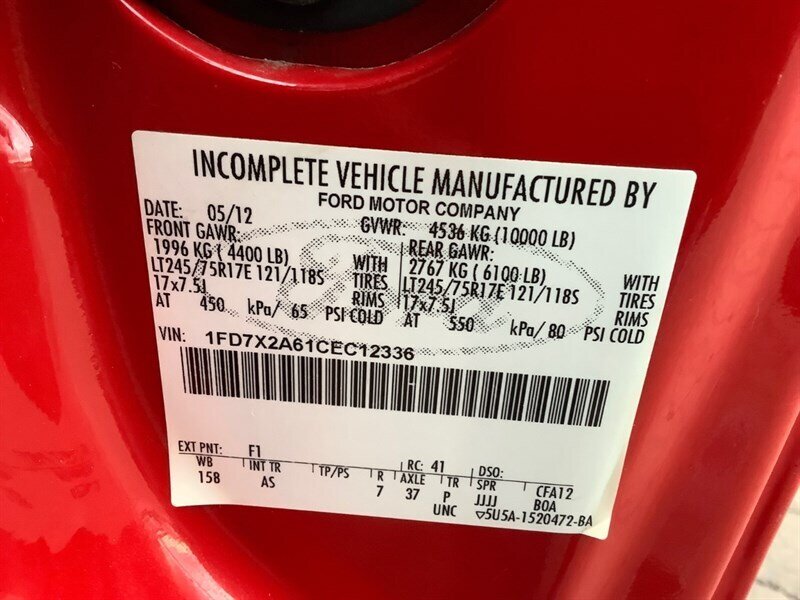 INCOMPLETE VEHICLE MANUFACTURED BY
FORD MOTOR COMPANY
DATE: 05/12 GVWR: 4536 KG (10000 LB)
FRONT GAWR: REAR GAWR:
1996 KG ( 4400 LB) WITH 2767 KG ( 6100 LB) WITH
LT245/75R17E 121/118S TIRES LT245/75R17E 121/118S TIRES
17x7.5J RIMS 17x7.5J RIMS
AT 450 kPa/ 65 PSI COLD AT 550 kPa/ 80 PSI COLD
VIN: 1FD7X2A61CEC12336
EXT PNT: F1 RC: 41 DSO:
WB INT TR TP/PS R AXLE TR SPR CFA12
158 AS 7 37 P JJJJ B0A
UNC ▽5U5A-1520472-BA